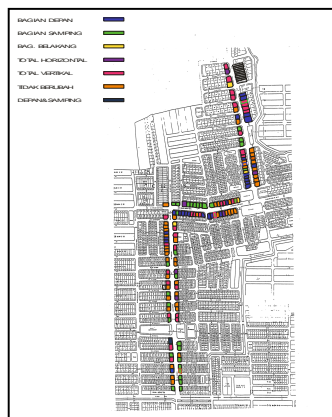 BAGIAN DEPAN
BAGIAN SAMPING
BAG. BELAKANG
TOTAL HORIZONTAL
TOTAL VERTIKAL
TIDAK BERUBAH
DEPAN&SAMPING